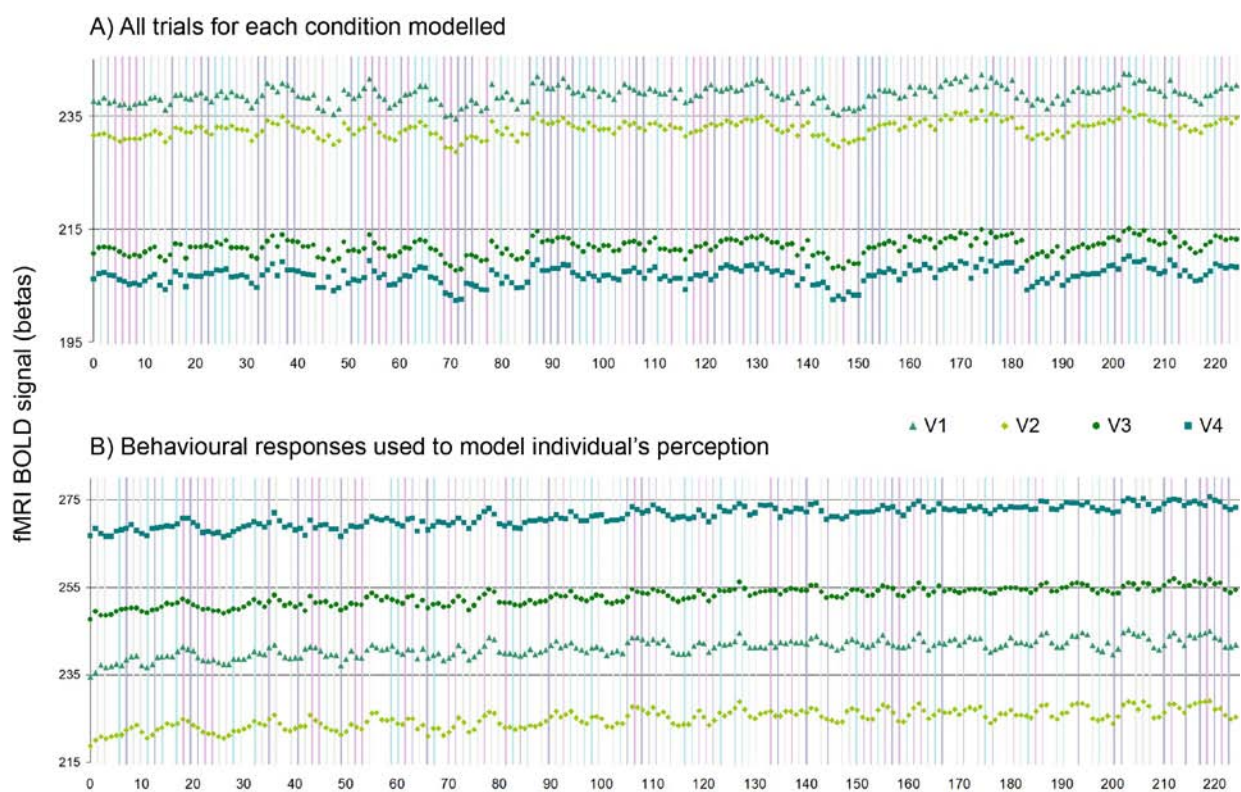 A) All trials for each condition modelled
235
215
195
0 10 20 30 40 50 60 70 80 90 100 110 120 130 140 150 160 170 180 190 200 210 220
fMRI BOLD signal (betas)
V1 V2 V3 V4
B) Behavioural responses used to model individual's perception
275
255
235
215
0 10 20 30 40 50 60 70 80 90 100 110 120 130 140 150 160 170 180 190 200 210 220